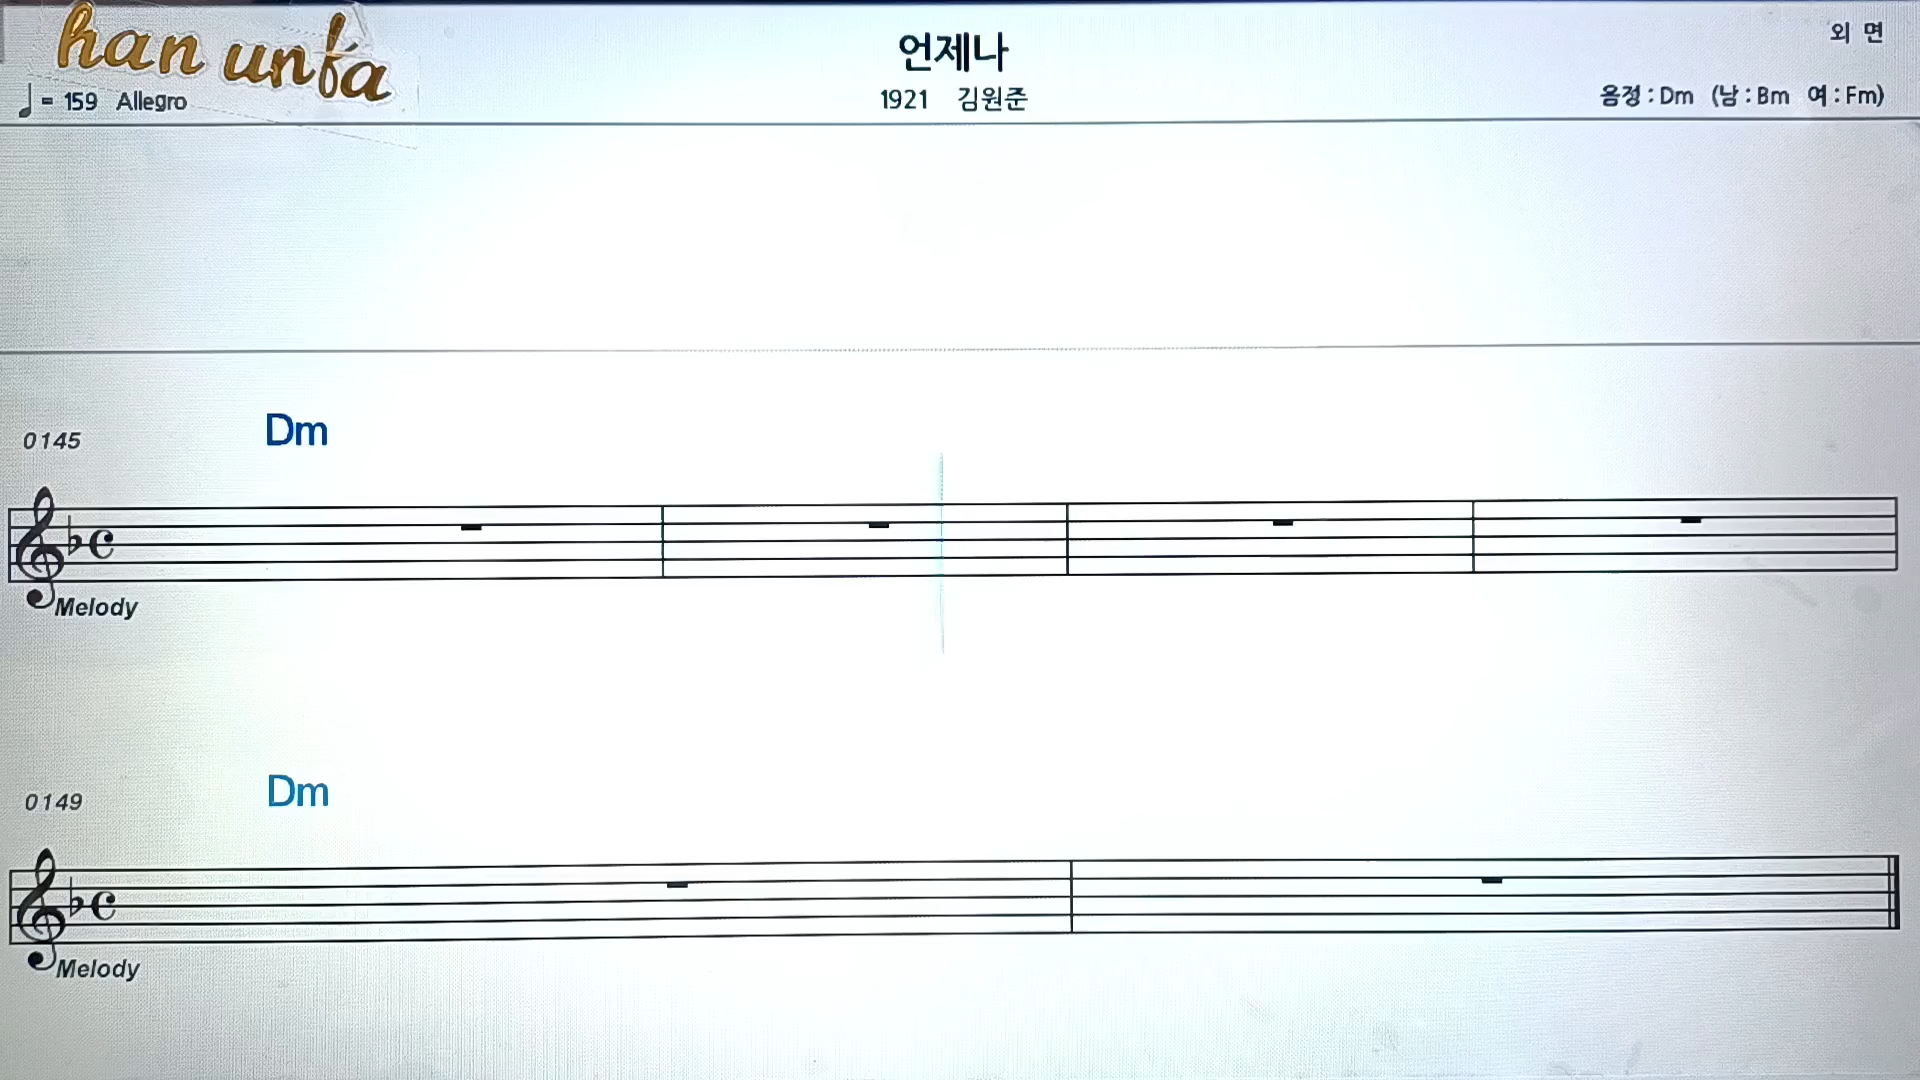 han unfa
언제나
외 면
♩ = 159 Allegro
1921 김원준
음정 : Dm (남 : Bm 여 : Fm)
0145 Dm
Melody
0149 Dm
Melody